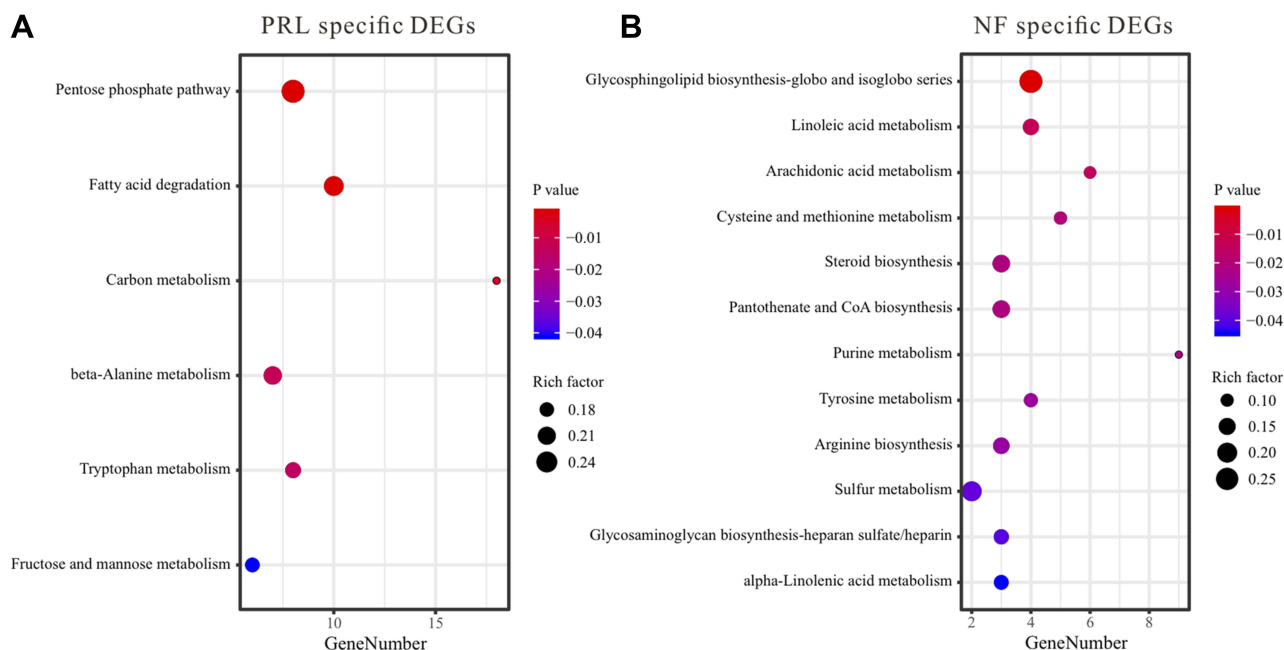 A
PRL specific DEGs
Pentose phosphate pathway
Fatty acid degradation
Carbon metabolism
beta-Alanine metabolism
Tryptophan metabolism
Fructose and mannose metabolism
10
15
GeneNumber
P value
−0.01
−0.02
−0.03
−0.04
Rich factor
0.18
0.21
0.24
B
NF specific DEGs
Glycosphingolipid biosynthesis-globo and isoglobo series
Linoleic acid metabolism
Arachidonic acid metabolism
Cysteine and methionine metabolism
Steroid biosynthesis
Pantothenate and CoA biosynthesis
Purine metabolism
Tyrosine metabolism
Arginine biosynthesis
Sulfur metabolism
Glycosaminoglycan biosynthesis-heparan sulfate/heparin
alpha-Linolenic acid metabolism
2
4
6
8
GeneNumber
P value
−0.01
−0.02
−0.03
−0.04
Rich factor
0.10
0.15
0.20
0.25